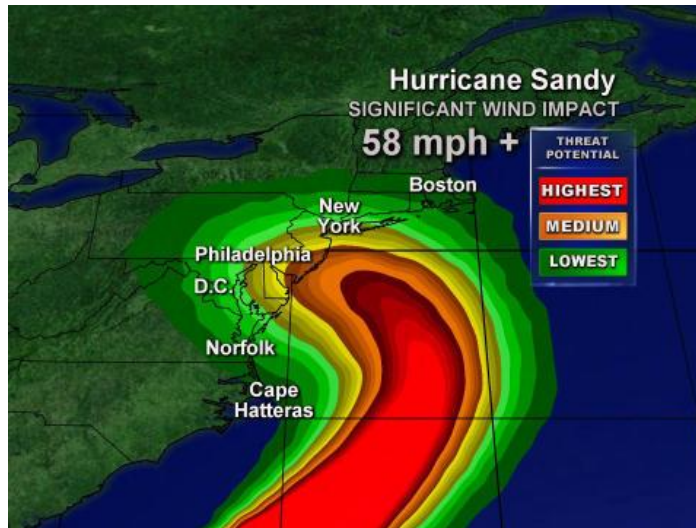 Hurricane Sandy
SIGNIFICANT WIND IMPACT
58 mph +
THREAT
POTENTIAL
HIGHEST
MEDIUM
LOWEST
Boston
New
York
Philadelphia
D.C.
Norfolk
Cape
Hatteras